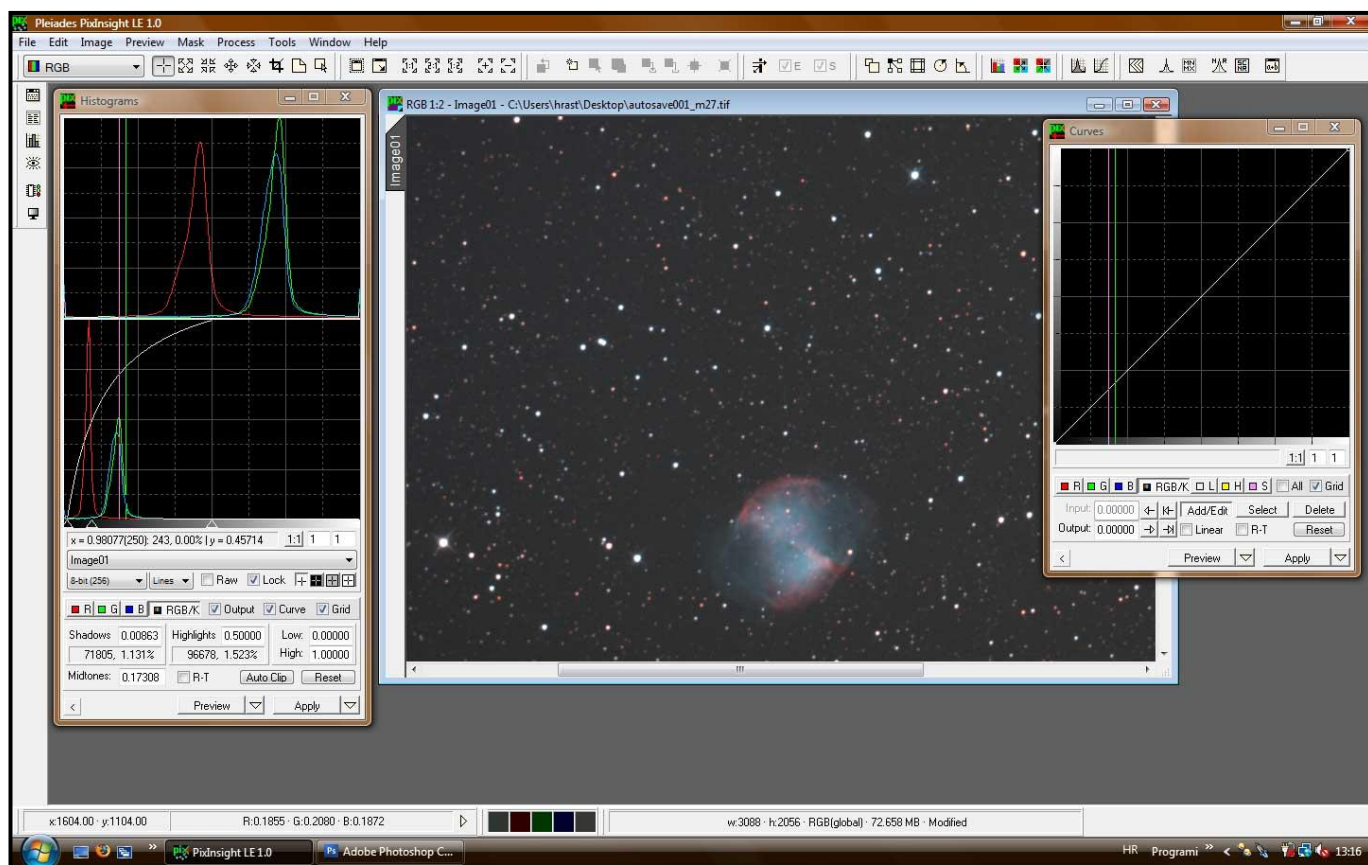 Pleiades PixInsight LE 1.0
File Edit Image Preview Mask Process Tools Window Help
RGB
E S
Histograms
RGB 1:2 - Image01 - C:\Users\hrast\Desktop\autosave001_m27.tif
Image01
Curves
x = 0.98077(250); 243, 0.00% | y = 0.45714 1:1 1 1
Image01
8-bit (256) Lines Raw Lock
R G B RGB/K Output Curve Grid
Shadows 0.00863 Highlights 0.50000 Low: 0.00000
71805, 1.131% 96678, 1.523% High: 1.00000
Midtones: 0.17308 R-T Auto Clip Reset
< Preview Apply
1:1 1 1
R G B RGB/K L H S All Grid
Input: 0.00000 Add/Edit Select Delete
Output: 0.00000 Linear R-T Reset
< Preview Apply
x:1604.00 · y:1104.00 R:0.1855 · G:0.2080 · B:0.1872 w:3088 · h:2056 · RGB(global) · 72.658 MB · Modified
PixInsight LE 1.0 Ps Adobe Photoshop C... HR Programi » < 13:16